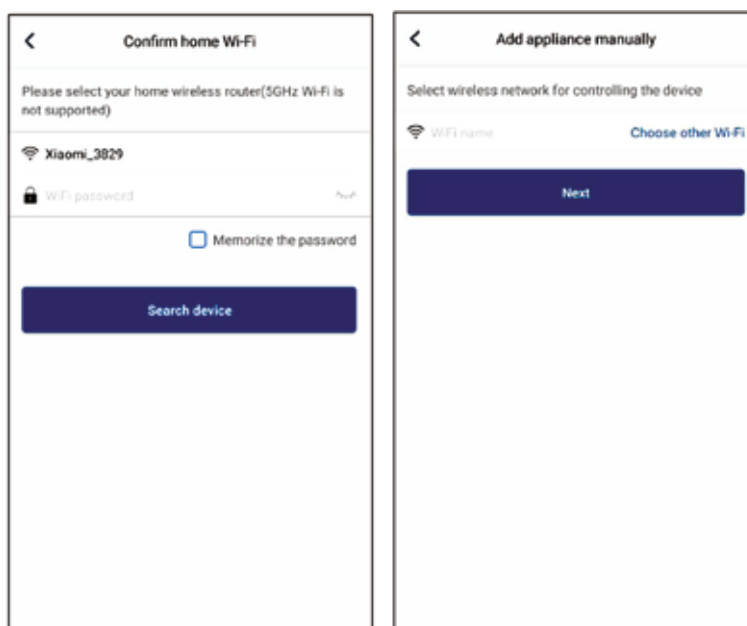 Confirm home Wi-Fi
Please select your home wireless router(5GHz Wi-Fi is
not supported)
Xiaomi_3829
WiFi password
Memorize the password
Search device
Add appliance manually
Select wireless network for controlling the device
WiFi name
Choose other Wi-Fi
Next